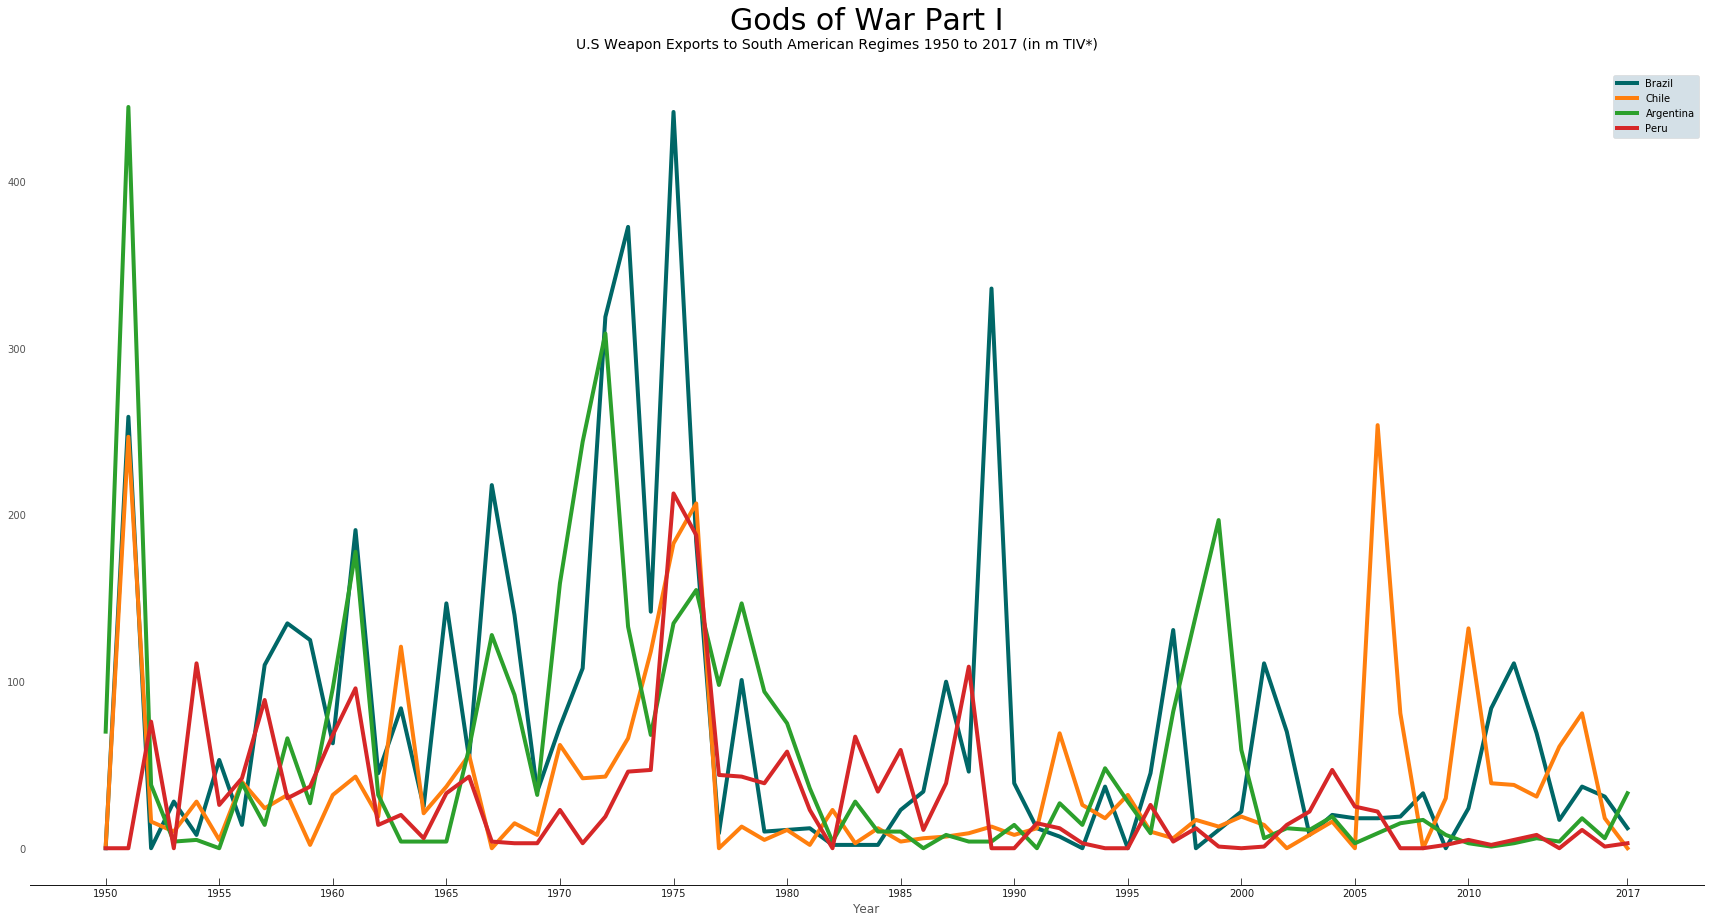 Gods of War Part I
U.S Weapon Exports to South American Regimes 1950 to 2017 (in m TIV*)
Brazil
Chile
Argentina
Peru
400
300
200
100
0
1950 1955 1960 1965 1970 1975 1980 1985 1990 1995 2000 2005 2010 2017
Year